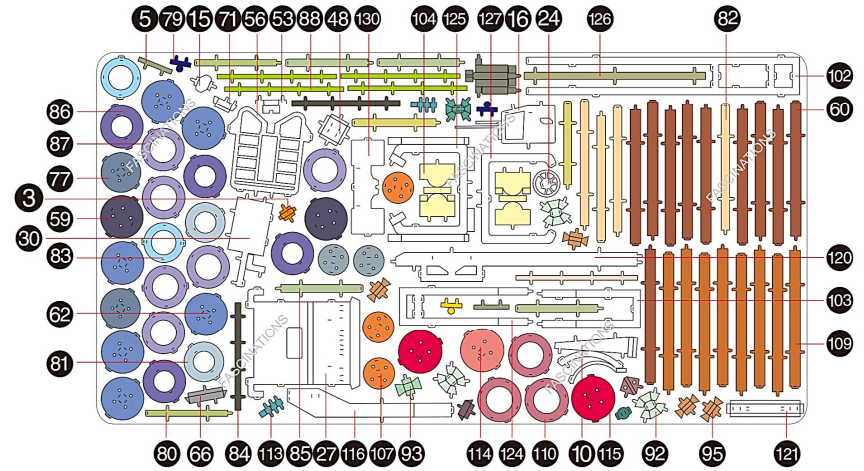 5 79 15 71 56 53 88 48 130 104 125 127 16 24 126 82
102
86
60
87
77
3
59
30
83
120
103
62
109
81
80 66 84 113 85 27 116 107 93 114 124 110 10 115 92 95 121
FASCINATIONS
FASCINATIONS
FASCINATIONS
FASCINATIONS
FASCINATIONS